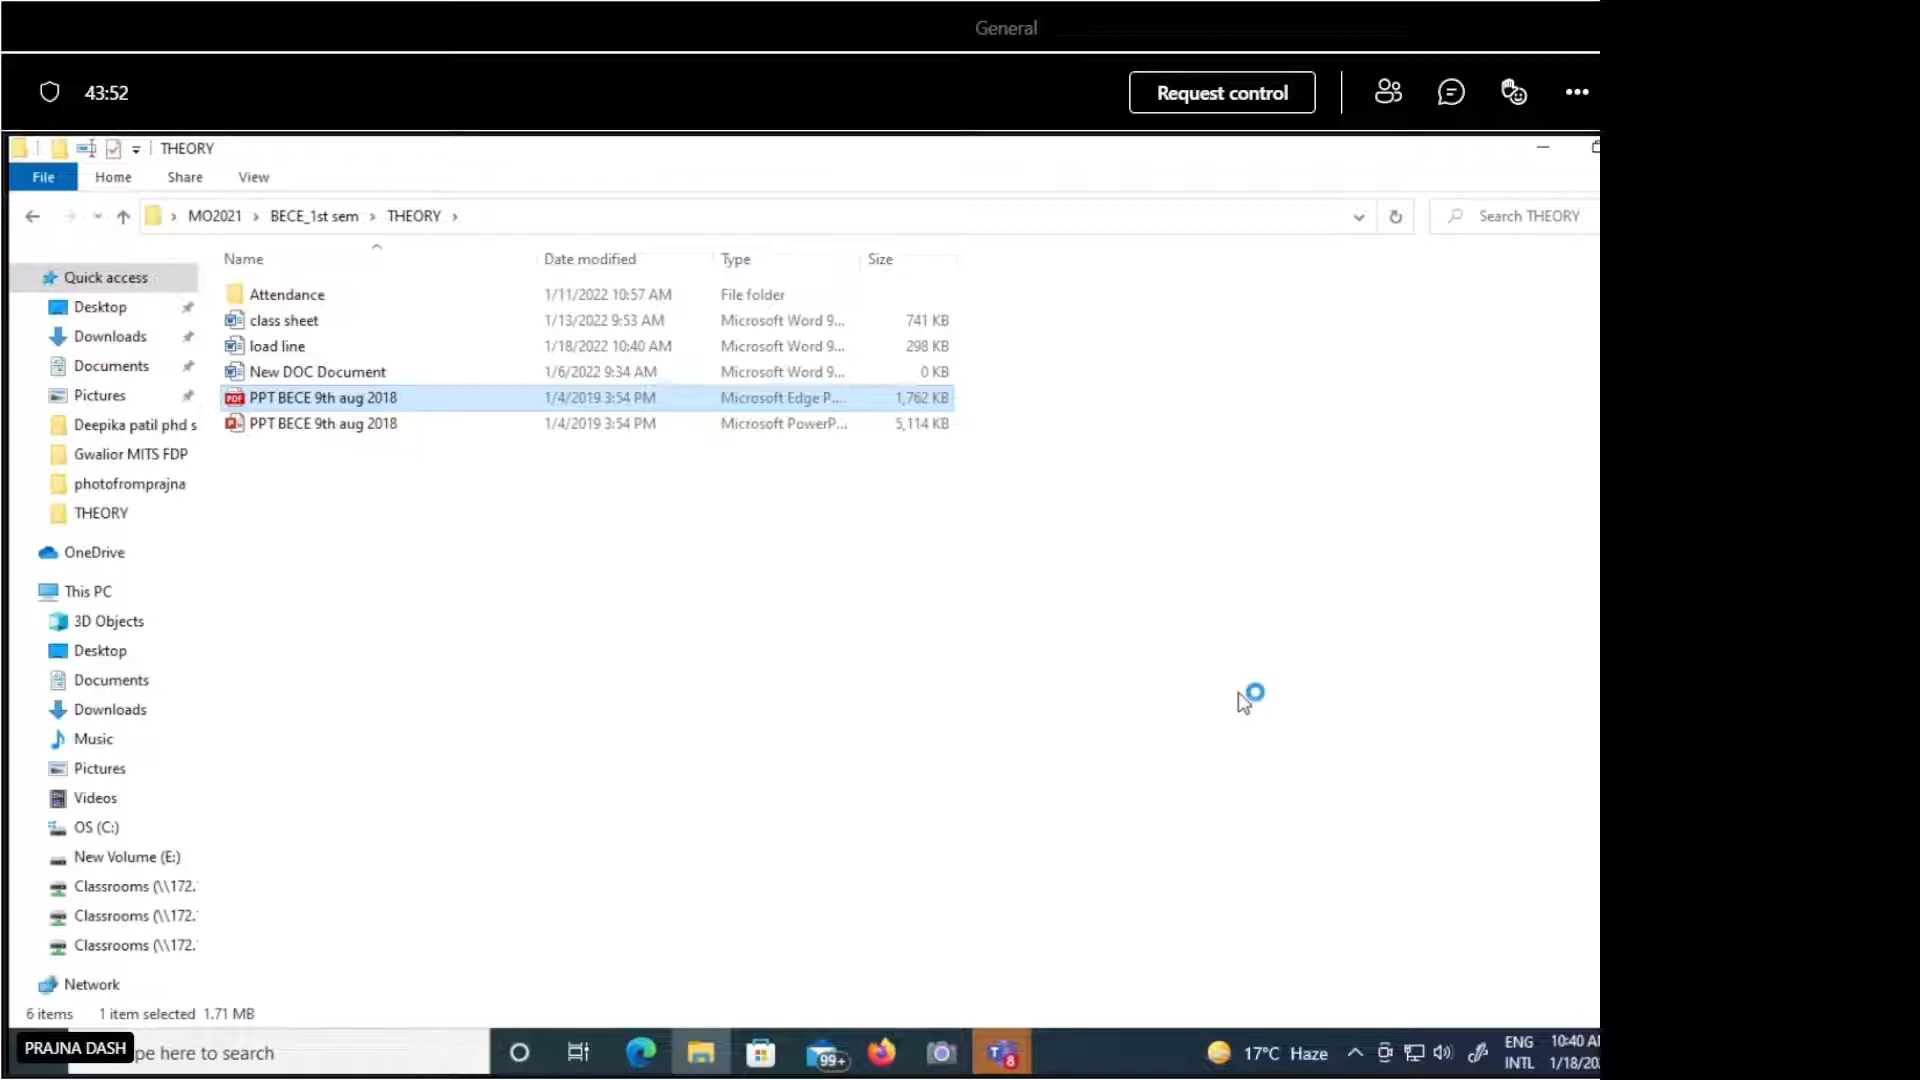 General
43:52
Request control
THEORY
File Home Share View
MO2021 BECE_1st sem THEORY
Search THEORY
Name Date modified Type Size
Quick access
Desktop
Downloads
Documents
Pictures
Deepika patil phd s
Gwalior MITS FDP
photofromprajna
THEORY
OneDrive
This PC
3D Objects
Desktop
Documents
Downloads
Music
Pictures
Videos
OS (C:)
New Volume (E:)
Classrooms (\\172.
Classrooms (\\172.
Classrooms (\\172.
Network
Attendance 1/11/2022 10:57 AM File folder
class sheet 1/13/2022 9:53 AM Microsoft Word 9... 741 KB
load line 1/18/2022 10:40 AM Microsoft Word 9... 298 KB
New DOC Document 1/6/2022 9:34 AM Microsoft Word 9... 0 KB
PPT BECE 9th aug 2018 1/4/2019 3:54 PM Microsoft Edge P... 1,762 KB
PPT BECE 9th aug 2018 1/4/2019 3:54 PM Microsoft PowerP... 5,114 KB
6 items 1 item selected 1.71 MB
PRAJNA DASH
pe here to search
99+
8
17°C Haze
ENG
INTL
10:40 A
1/18/20